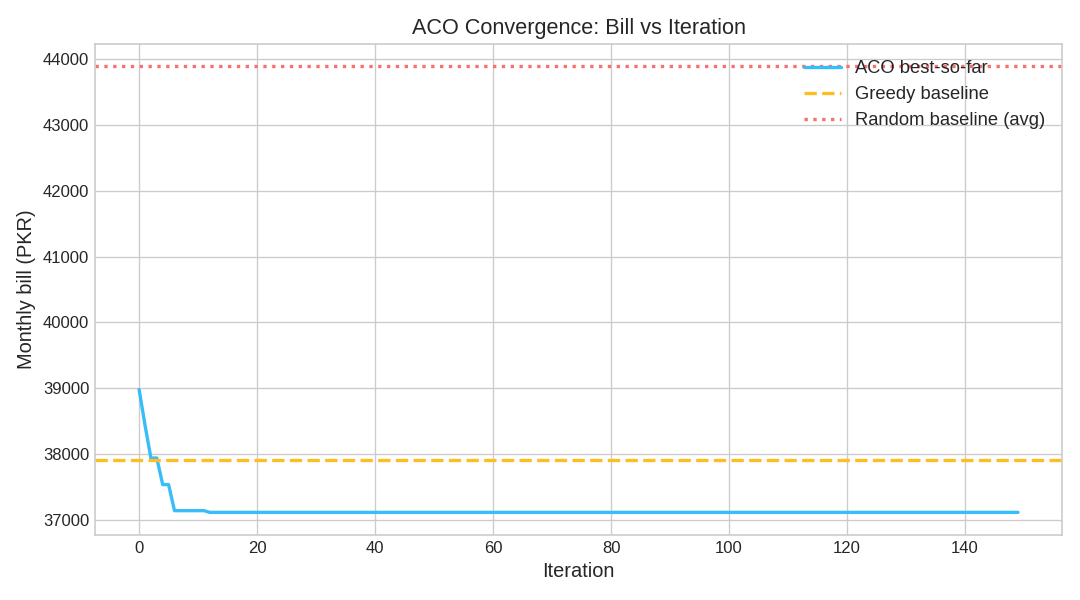 ACO Convergence: Bill vs Iteration
ACO best-so-far
Greedy baseline
Random baseline (avg)
Monthly bill (PKR)
44000
43000
42000
41000
40000
39000
38000
37000
0 20 40 60 80 100 120 140
Iteration